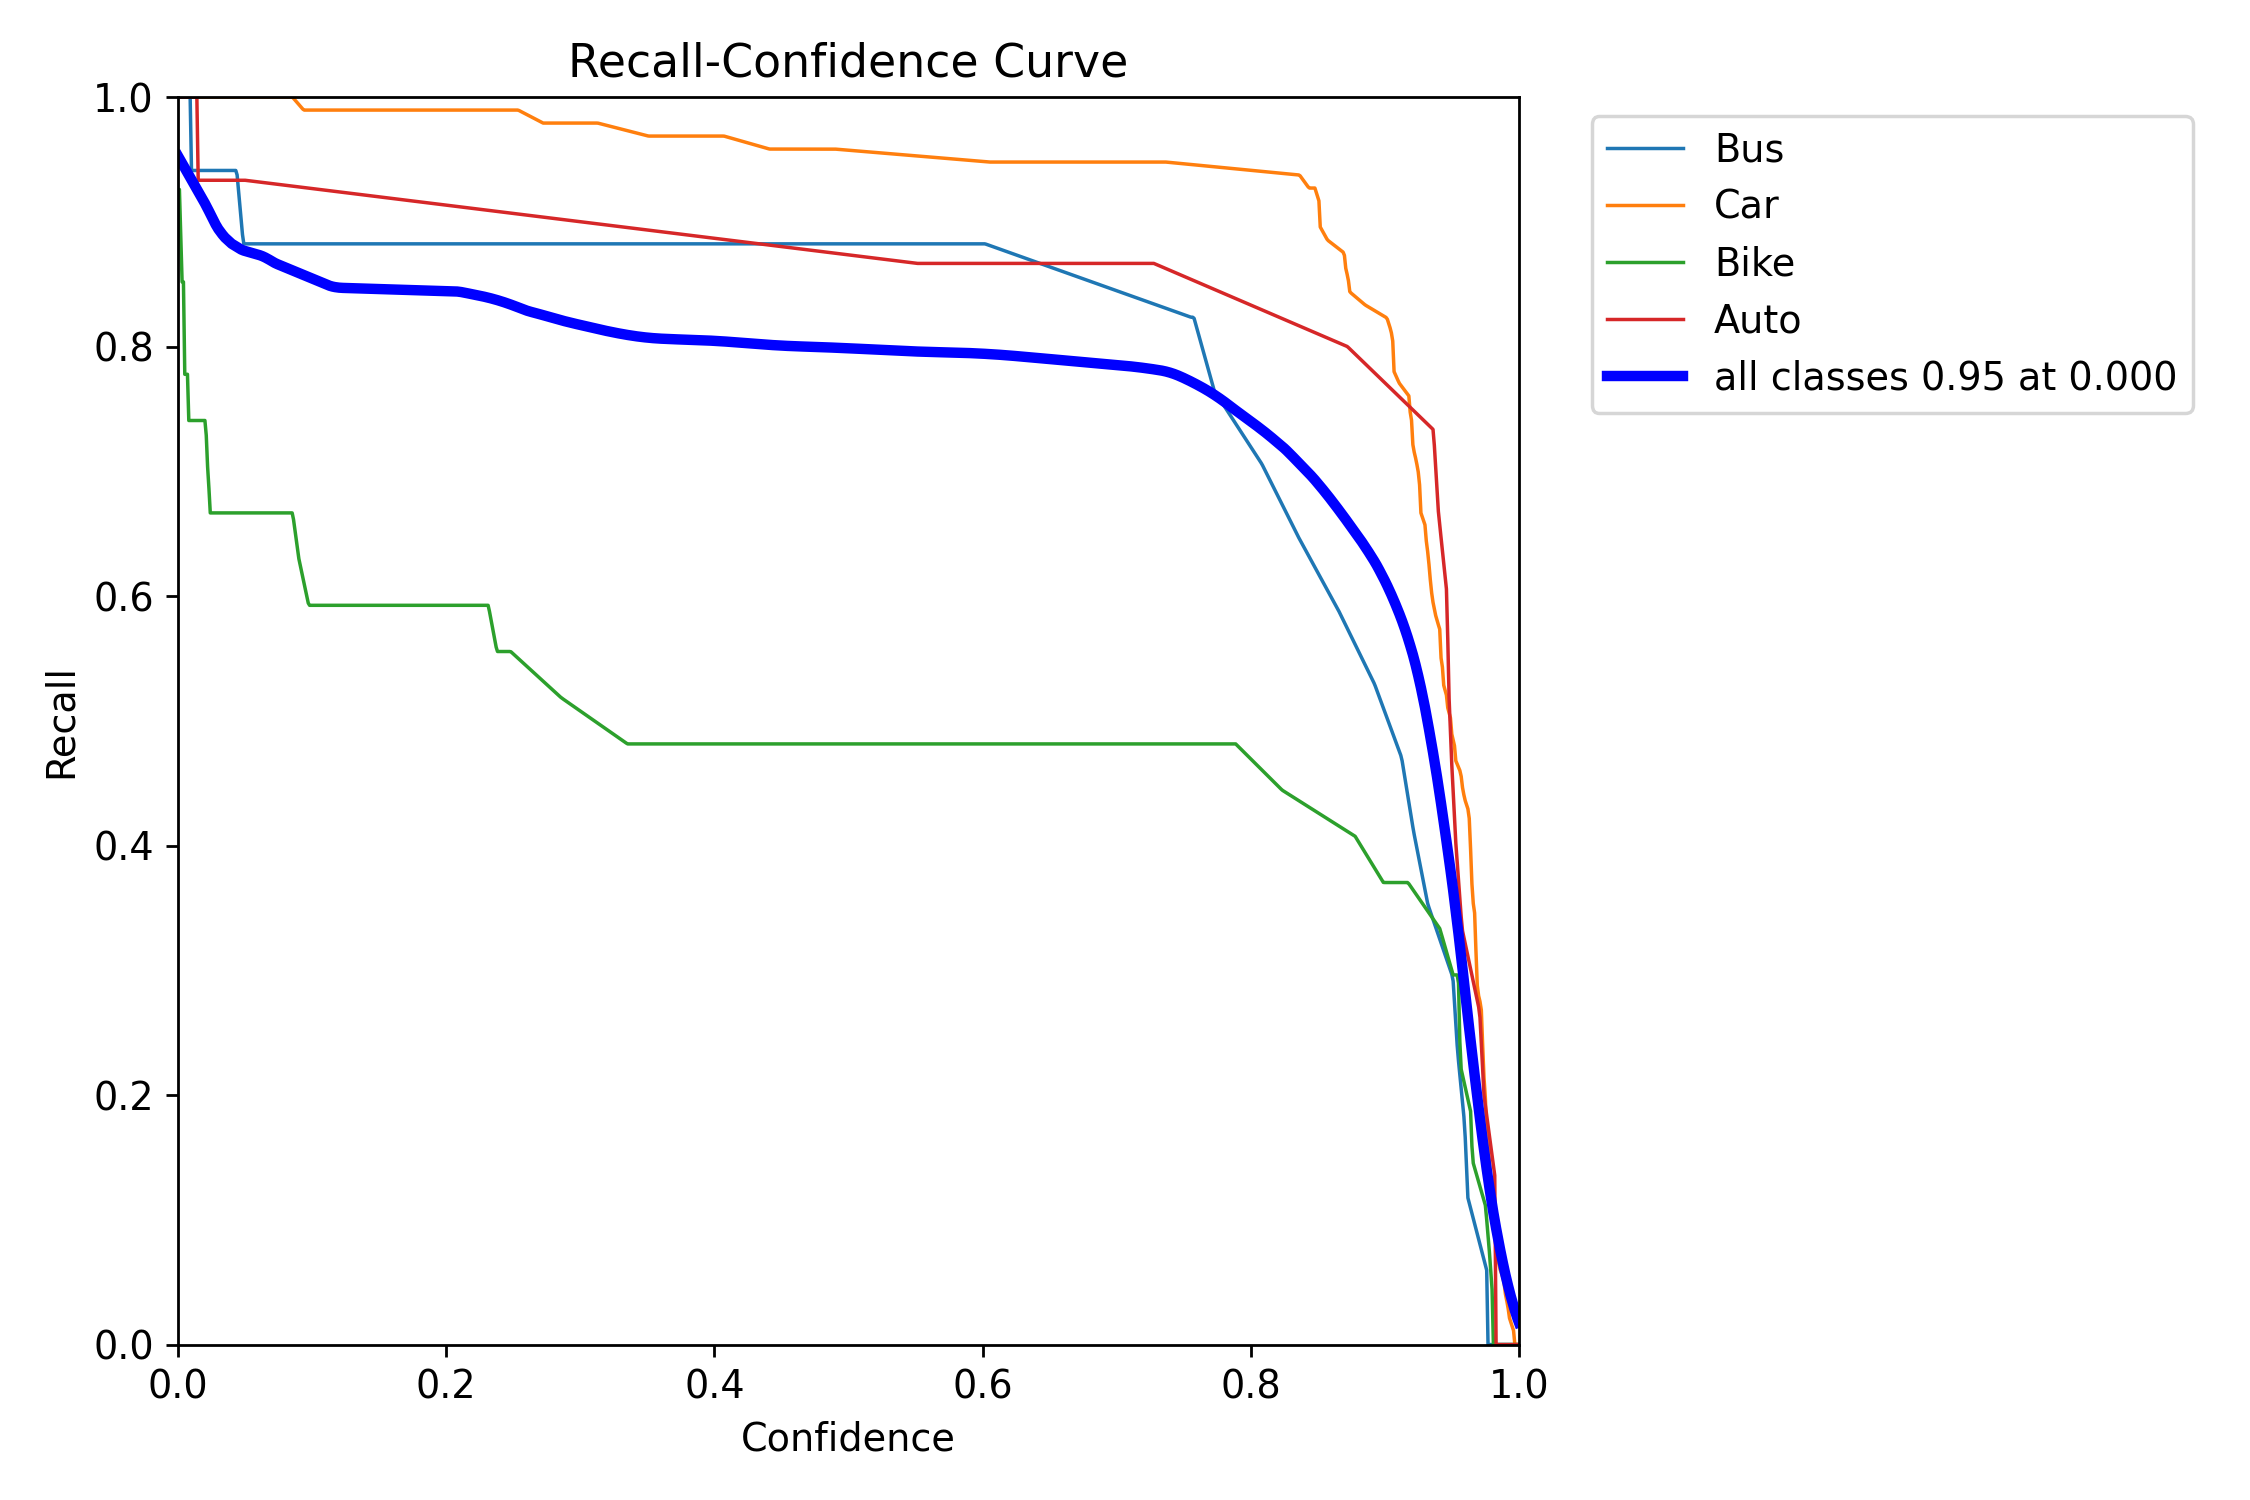 Recall-Confidence Curve
1.0
0.8
0.6
0.4
0.2
0.0
Recall
0.0 0.2 0.4 0.6 0.8 1.0
Confidence
Bus
Car
Bike
Auto
all classes 0.95 at 0.000